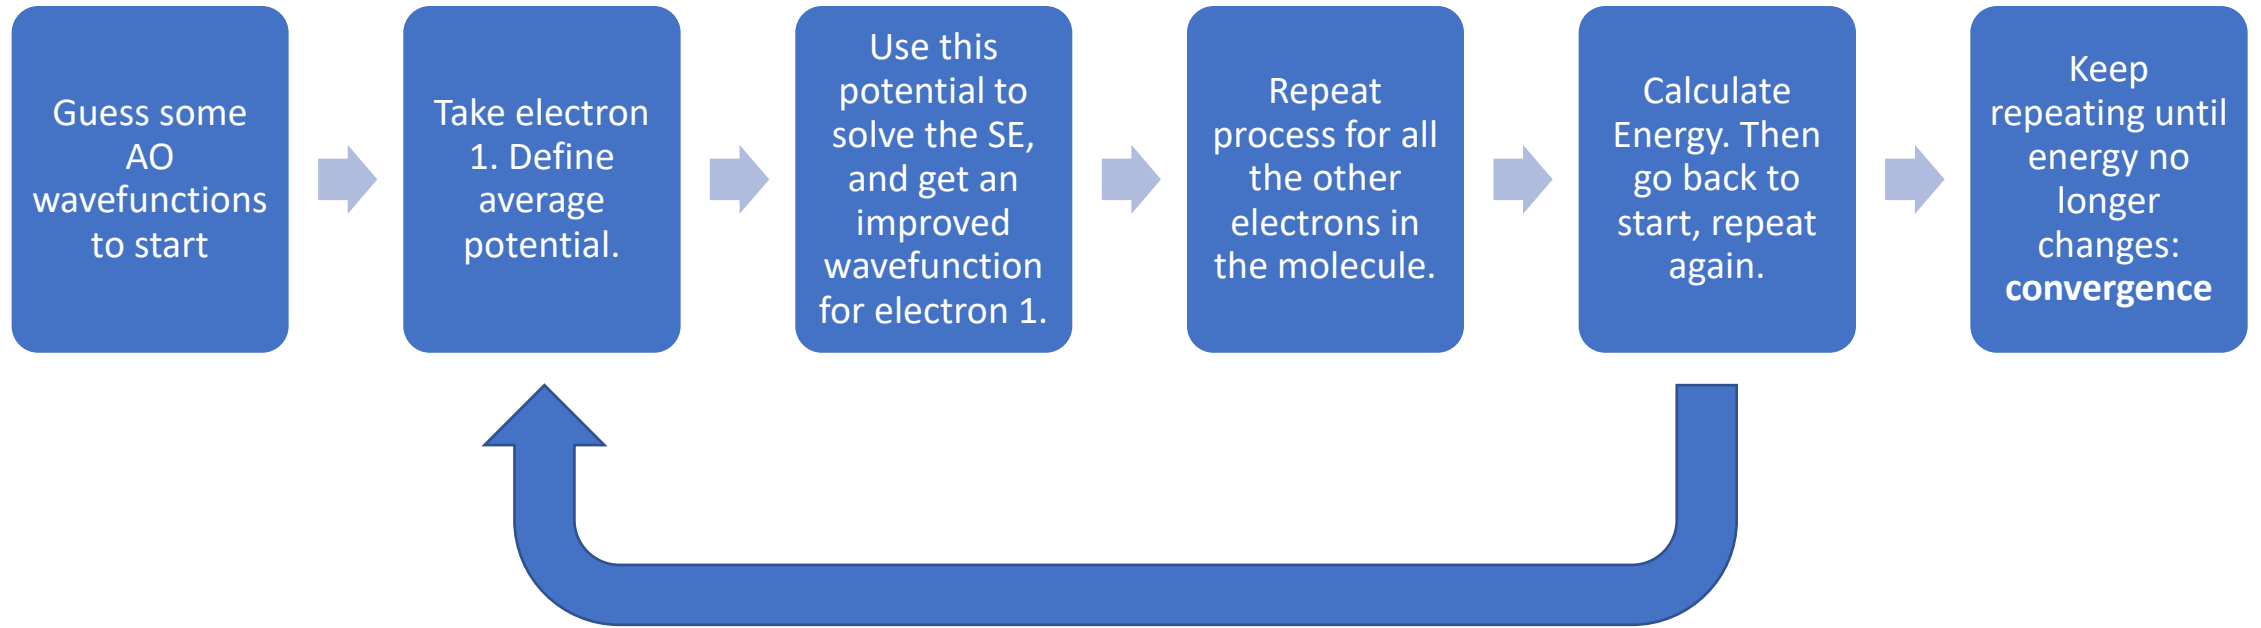 Guess some
AO
wavefunctions
to start
Take electron
1. Define
average
potential.
Use this
potential to
solve the SE,
and get an
improved
wavefunction
for electron 1.
Repeat
process for all
the other
electrons in
the molecule.
Calculate
Energy. Then
go back to
start, repeat
again.
Keep
repeating until
energy no
longer
changes:
convergence